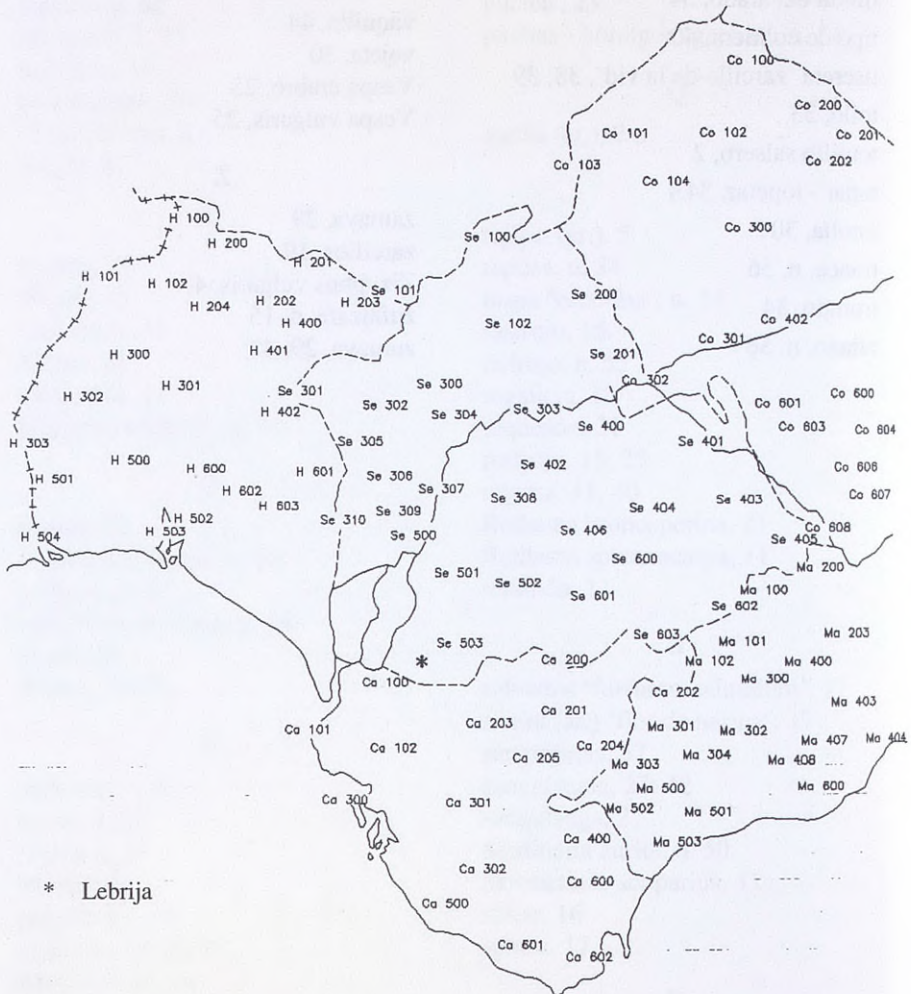 Co 100
Co 200
Co 101
Co 102
Co 201
Co 103
Co 202
Co 104
H 100
Co 300
H 200
Se 100
H 201
H 101
H 102
Se 101
Se 200
H 204
H 202
H 203
H 400
Se 102
Co 402
Co 301
H 300
H 401
Se 201
H 301
Se 301
Se 300
Co 302
H 302
Se 302
Co 600
H 402
Se 304
Se 303
Co 601
Se 400
Co 603
Co 604
H 303
Se 305
Se 401
H 500
H 600
H 601
Se 306
Se 402
Co 606
H 501
H 602
Se 307
Se 308
Se 403
Co 607
H 603
Se 309
Se 404
H 502
Se 310
H 503
Se 406
Co 608
H 504
Se 500
Se 405
Se 600
Ma 200
Se 501
Se 502
Ma 100
Se 601
Se 602
Se 503
Se 603
Ma 101
Ma 203
*
Ca 200
Ma 102
Ma 400
Ca 100
Ca 202
Ma 300
Ca 201
Ma 403
Ca 101
Ca 203
Ma 301
Ma 302
Ca 102
Ca 204
Ma 407
Ma 404
Ca 205
Ma 303
Ma 304
Ma 408
Ma 500
Ma 600
Ca 300
Ca 301
Ma 502
Ma 501
Ca 400
Ma 503
Ca 302
* Lebrija
Ca 500
Ca 601
Ca 602